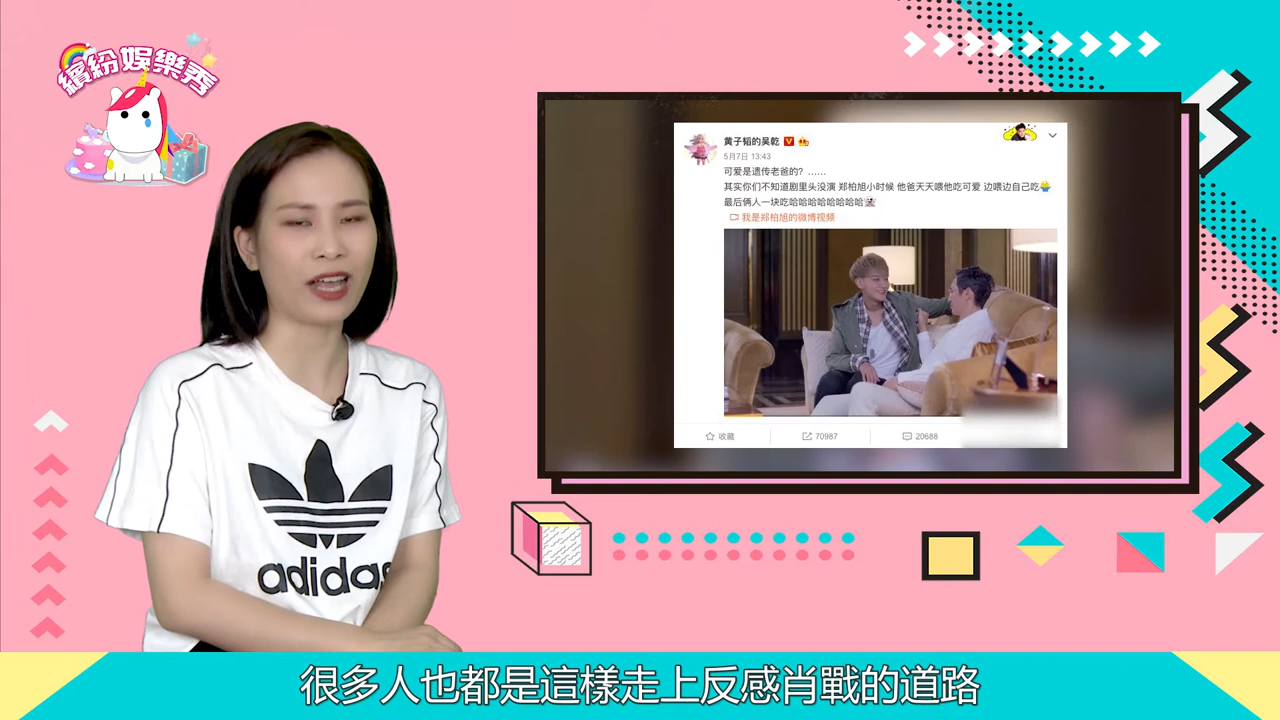 繽紛娛樂秀
黄子韬的吴乾
5月7日 13:43
可爱是遗传老爸的？……
其实你们不知道剧里头没演 郑柏旭小时候 他爸天天喂他吃可爱 边喂边自己吃
最后俩人一块吃哈哈哈哈哈哈哈哈
我是郑柏旭的微博视频
收藏
70987
20688
adidas
很多人也都是這樣走上反感肖戰的道路